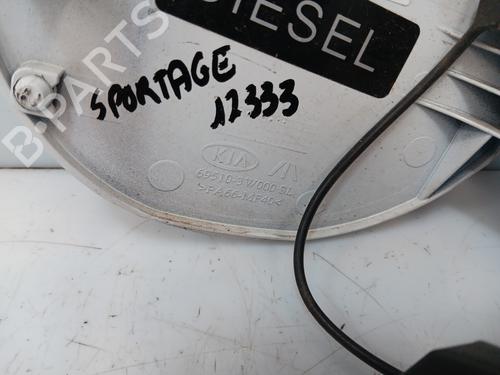 DIESEL
SPORTAGE
12333
KIA
69510-3W000-SL
>PA66-MF40<
B-PARTS